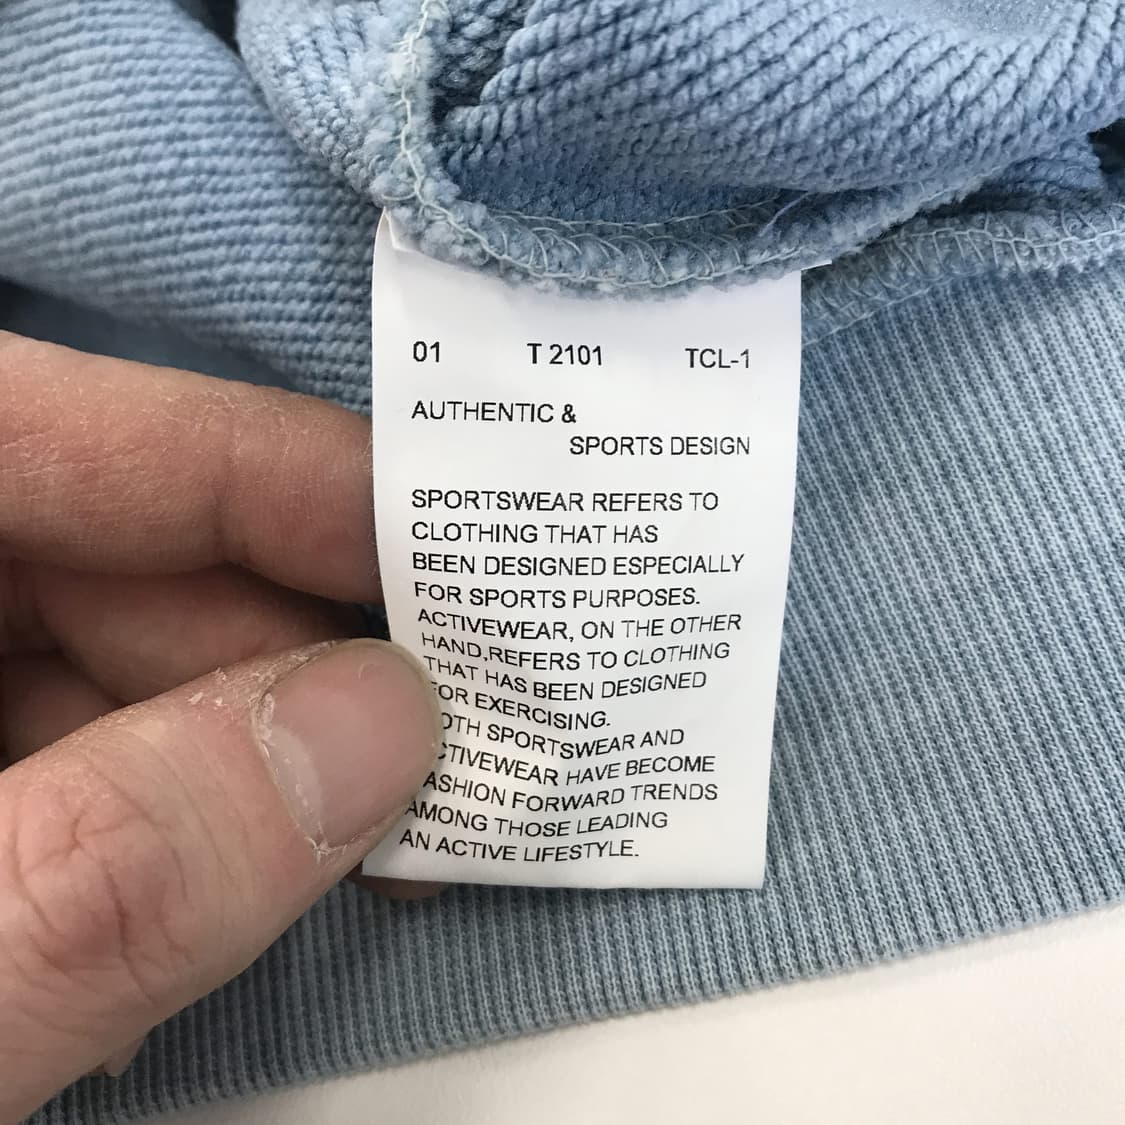 01 T 2101 TCL-1
AUTHENTIC &
SPORTS DESIGN
SPORTSWEAR REFERS TO
CLOTHING THAT HAS
BEEN DESIGNED ESPECIALLY
FOR SPORTS PURPOSES.
ACTIVEWEAR, ON THE OTHER
HAND,REFERS TO CLOTHING
THAT HAS BEEN DESIGNED
FOR EXERCISING.
OTH SPORTSWEAR AND
CTIVEWEAR HAVE BECOME
ASHION FORWARD TRENDS
AMONG THOSE LEADING
AN ACTIVE LIFESTYLE.